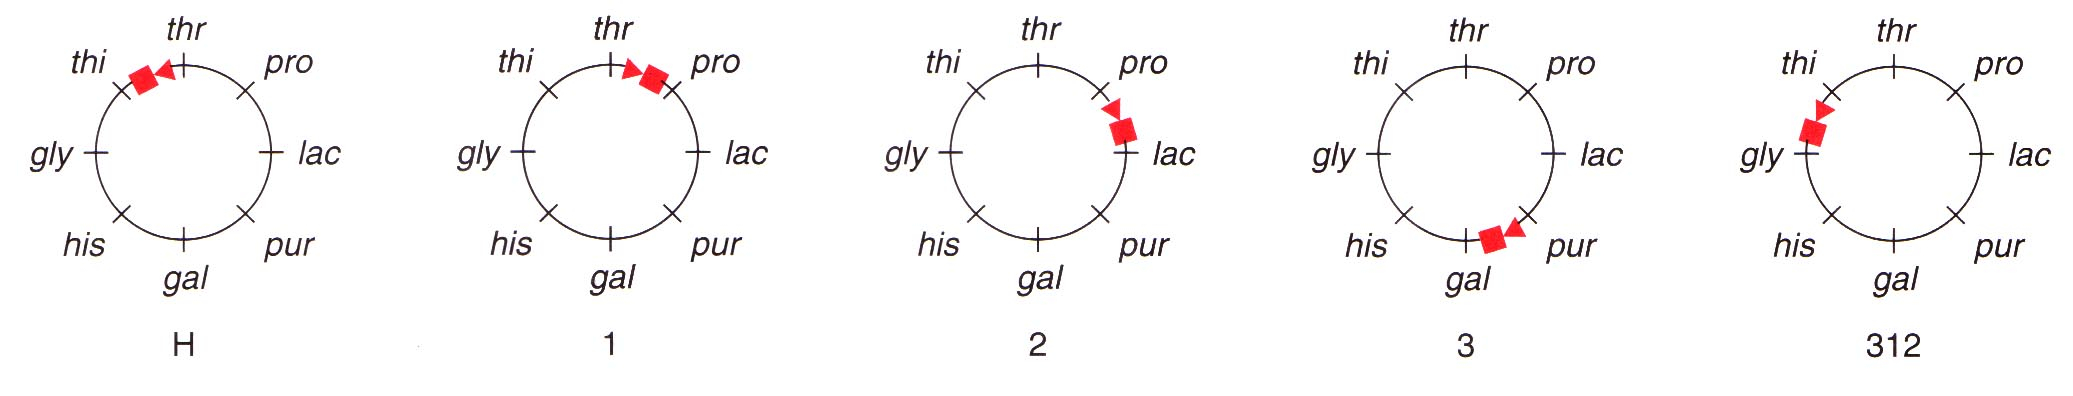 thr
thi pro
gly lac
his pur
gal
H
thr
thi pro
gly lac
his pur
gal
1
thr
thi pro
gly lac
his pur
gal
2
thr
thi pro
gly lac
his pur
gal
3
thr
thi pro
gly lac
his pur
gal
312